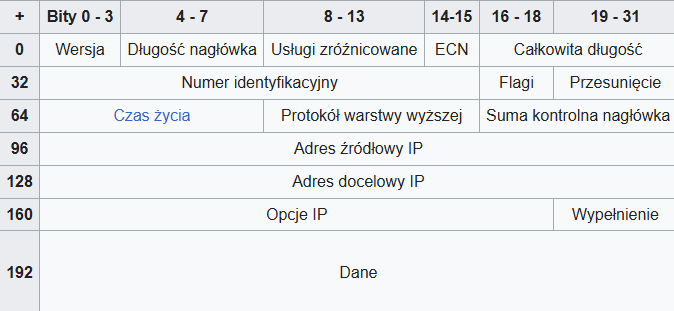 + Bity 0 - 3 4 - 7 8 - 13 14-15 16 - 18 19 - 31
0 Wersja Długość nagłówka Usługi zróżnicowane ECN Całkowita długość
32 Numer identyfikacyjny Flagi Przesunięcie
64 Czas życia Protokół warstwy wyższej Suma kontrolna nagłówka
96 Adres źródłowy IP
128 Adres docelowy IP
160 Opcje IP Wypełnienie
192 Dane